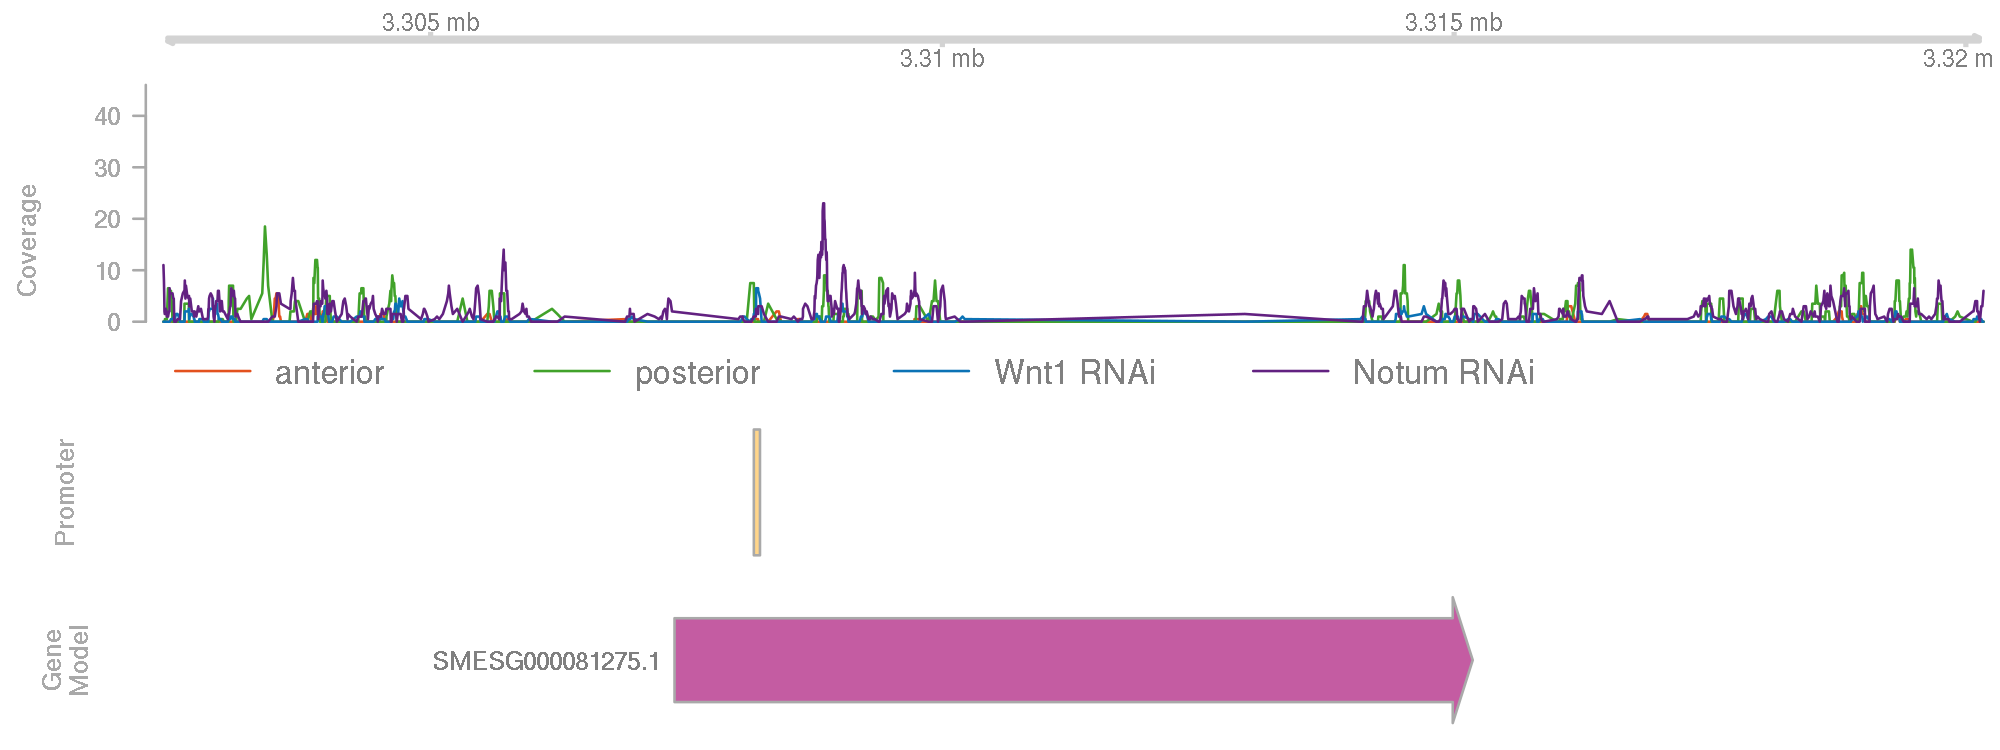 3.305 mb
3.315 mb
3.31 mb
3.32 m
Coverage
40
30
20
10
0
anterior
posterior
Wnt1 RNAi
Notum RNAi
Promoter
Gene
Model
SMESG000081275.1